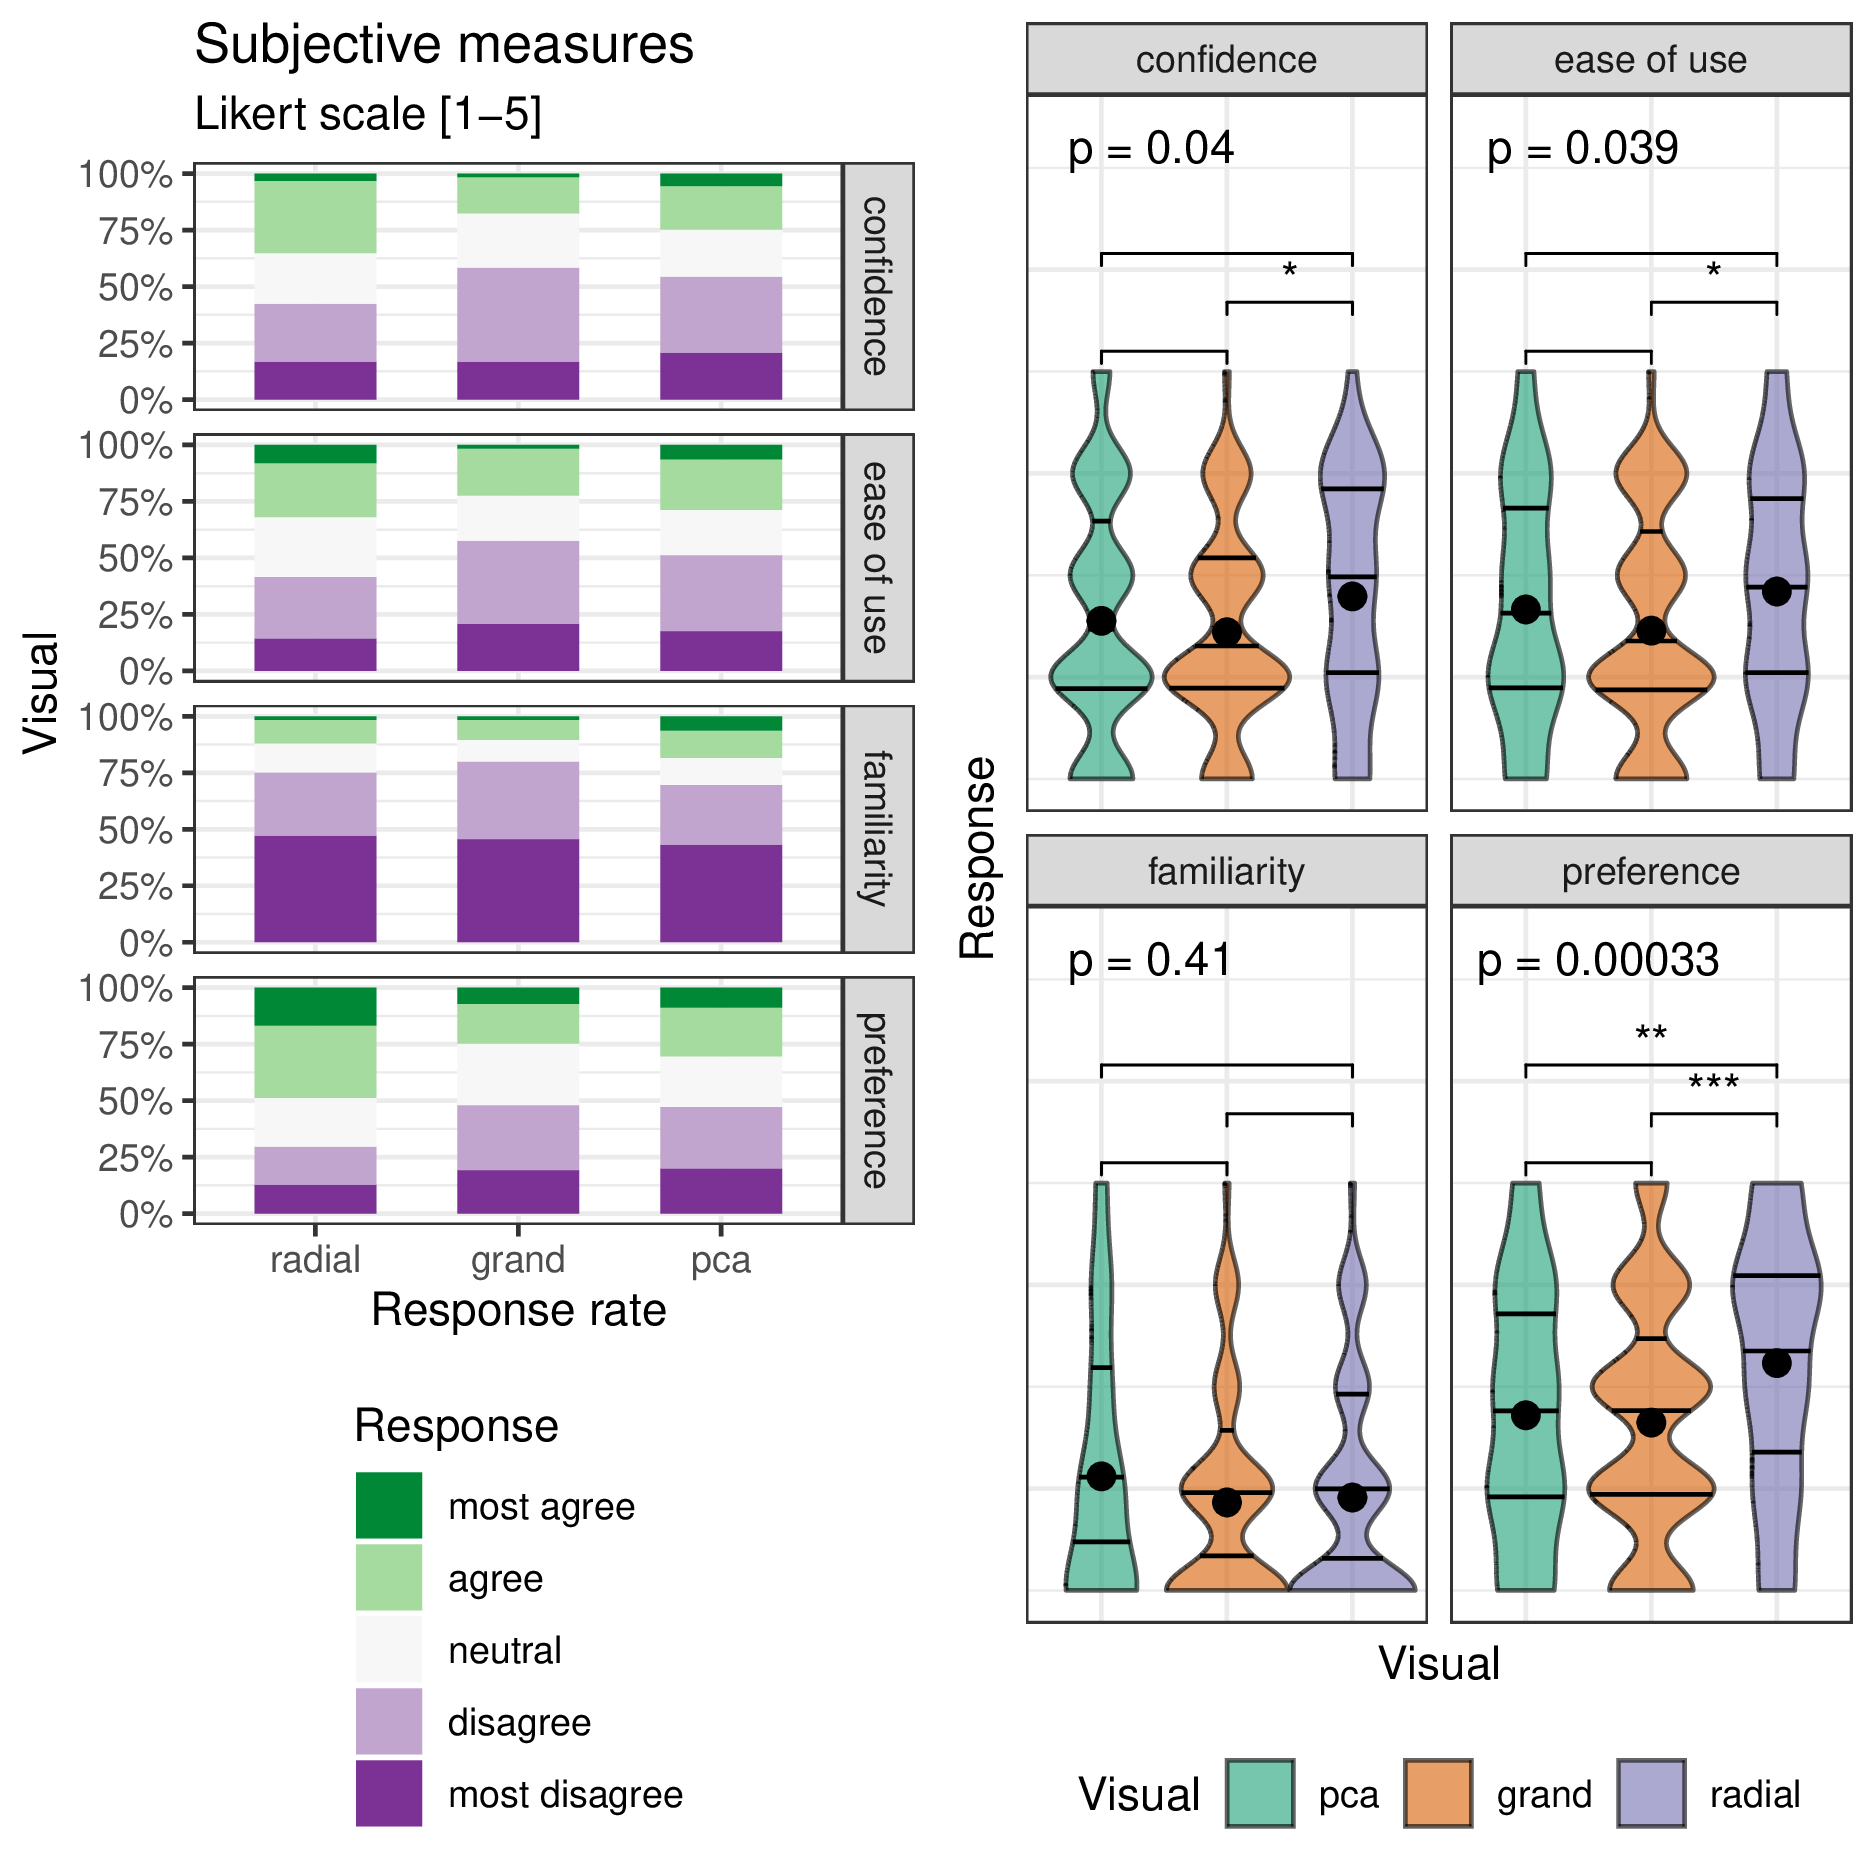 Subjective measures
Likert scale [1−5]
Visual
100%
75%
50%
25%
0%
confidence
100%
75%
50%
25%
0%
ease of use
100%
75%
50%
25%
0%
familiarity
100%
75%
50%
25%
0%
preference
radial grand pca
Response rate
Response
most agree
agree
neutral
disagree
most disagree
Response
confidence
p = 0.04
*
ease of use
p = 0.039
*
familiarity
p = 0.41
preference
p = 0.00033
**
***
Visual
Visual pca grand radial